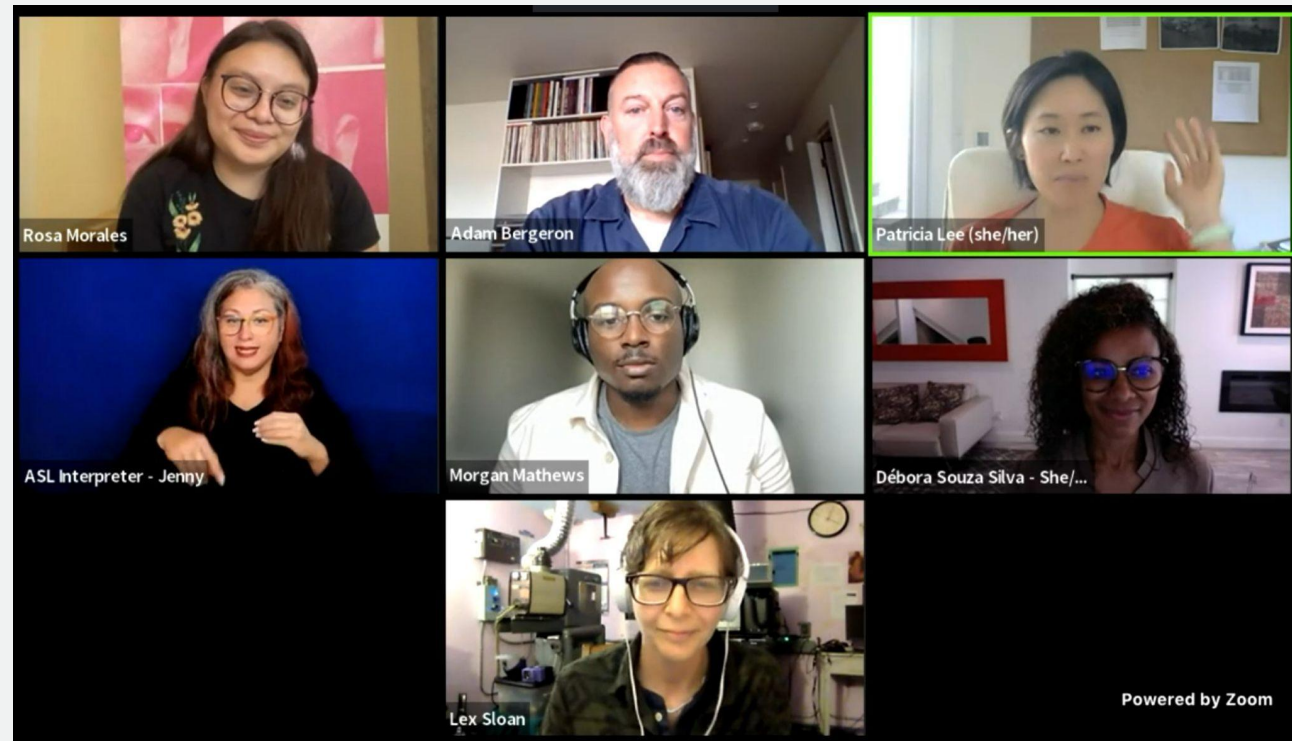 Rosa Morales
Adam Bergeron
Patricia Lee (she/her)
ASL Interpreter - Jenny
Morgan Mathews
Débora Souza Silva - She/...
Lex Sloan
Powered by Zoom